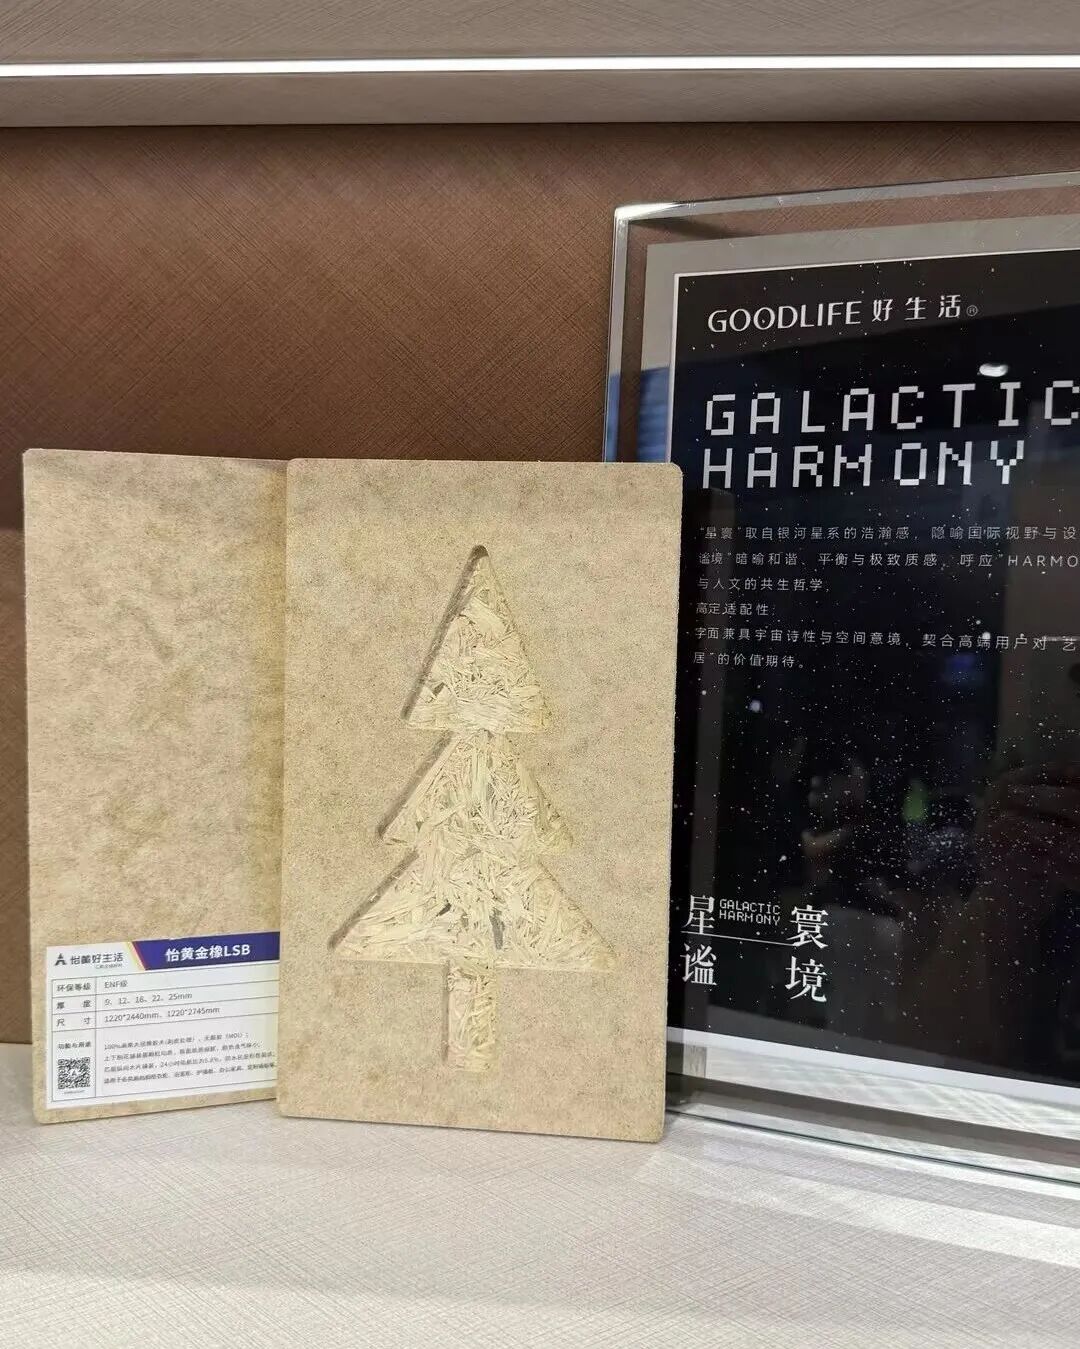 怡黄好生活
怡黄金橡LSB
环保等级 ENF级
厚 度 9、12、16、22、25mm
尺 寸 1220*2440mm、1220*2745mm
功能与用途
GOODLIFE 好生活®
GALACTIC
HARMONY
"星寰"取自银河星系的浩瀚感，隐喻国际视野与设
谧境"暗喻和谐、平衡与极致质感，呼应"HARMO
与人文的共生哲学。
高定适配性：
字面兼具宇宙诗性与空间意境，契合高端用户对"艺
居"的价值期待。
星 GALACTIC HARMONY 寰
谧 境